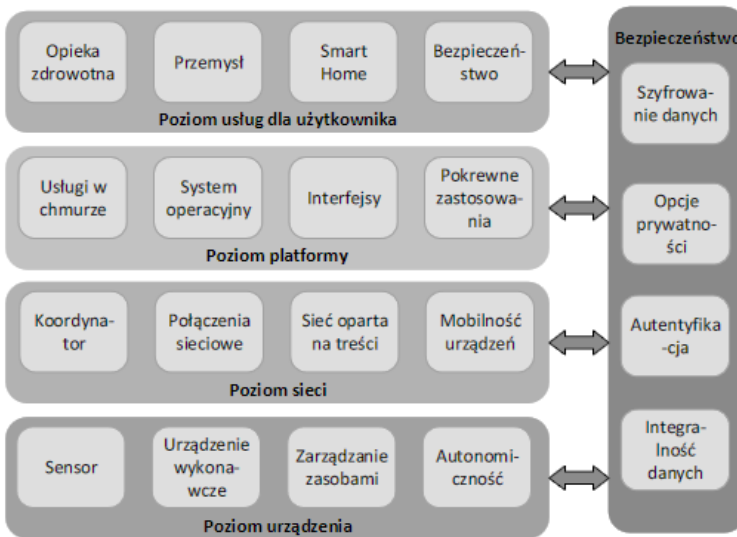 Opieka
zdrowotna
Przemysł
Smart
Home
Bezpieczeń-
stwo
Poziom usług dla użytkownika
Usługi w
chmurze
System
operacyjny
Interfejsy
Pokrewne
zastosowa-
nia
Poziom platformy
Koordyna-
tor
Połączenia
sieciowe
Sieć oparta
na treści
Mobilność
urządzeń
Poziom sieci
Sensor
Urządzenie
wykona-
wcze
Zarządzanie
zasobami
Autonomi-
czność
Poziom urządzenia
Bezpieczeństwo
Szyfrowa-
nie danych
Opcje
prywatno-
ści
Autentyfika
-cja
Integra-
lność
danych